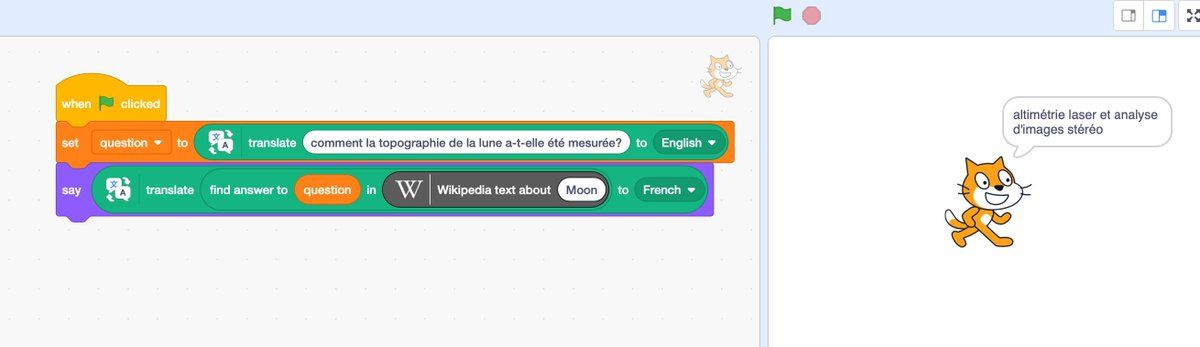 when clicked
set question to translate comment la topographie de la lune a-t-elle été mesurée? to English
say translate find answer to question in W Wikipedia text about Moon to French
altimétrie laser et analyse
d'images stéréo